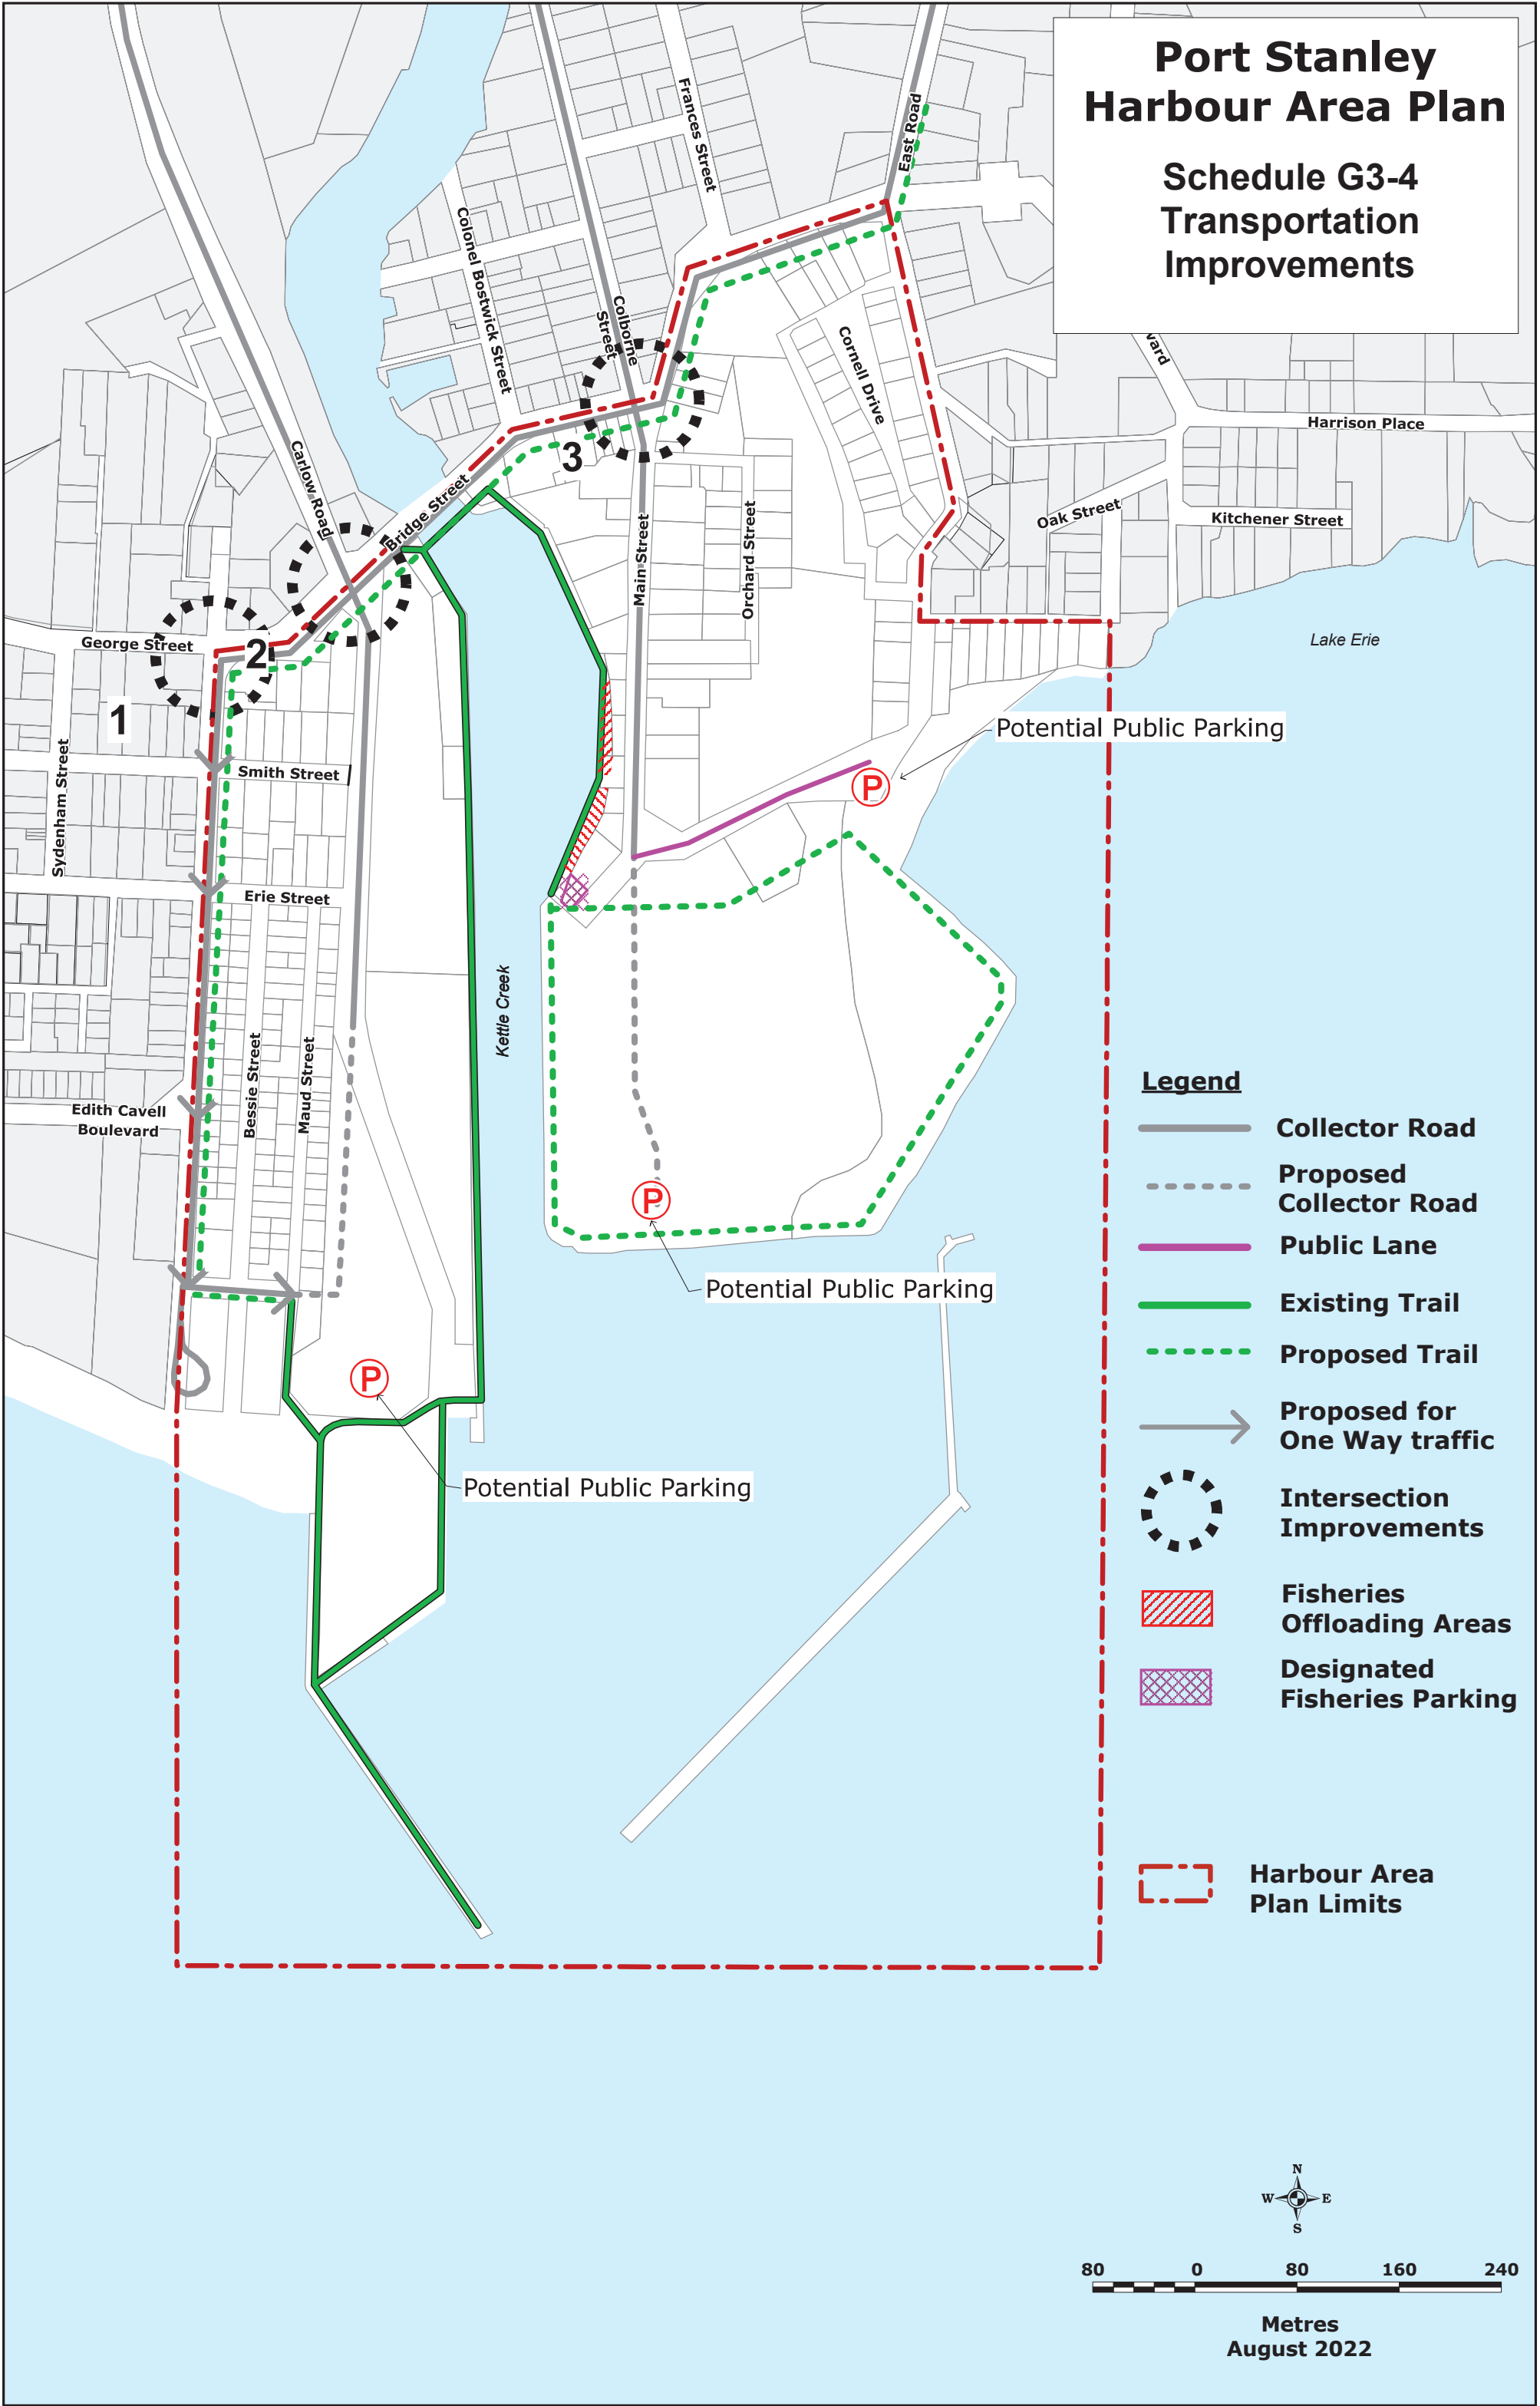 Port Stanley
Harbour Area Plan
Schedule G3-4
Transportation
Improvements
Frances Street
East Road
Colonel Bostwick Street
Colborne
Street
Cornell Drive
Harrison Place
Carlow Road
Bridge Street
3
Oak Street
Kitchener Street
Main Street
Orchard Street
George Street
2
Lake Erie
1
Potential Public Parking
Smith Street
P
Sydenham Street
Erie Street
Kettle Creek
Bessie Street
Maud Street
Edith Cavell
Boulevard
P
Potential Public Parking
P
Potential Public Parking
Legend
Collector Road
Proposed
Collector Road
Public Lane
Existing Trail
Proposed Trail
Proposed for
One Way traffic
Intersection
Improvements
Fisheries
Offloading Areas
Designated
Fisheries Parking
Harbour Area
Plan Limits
N
W E
S
80 0 80 160 240
Metres
August 2022